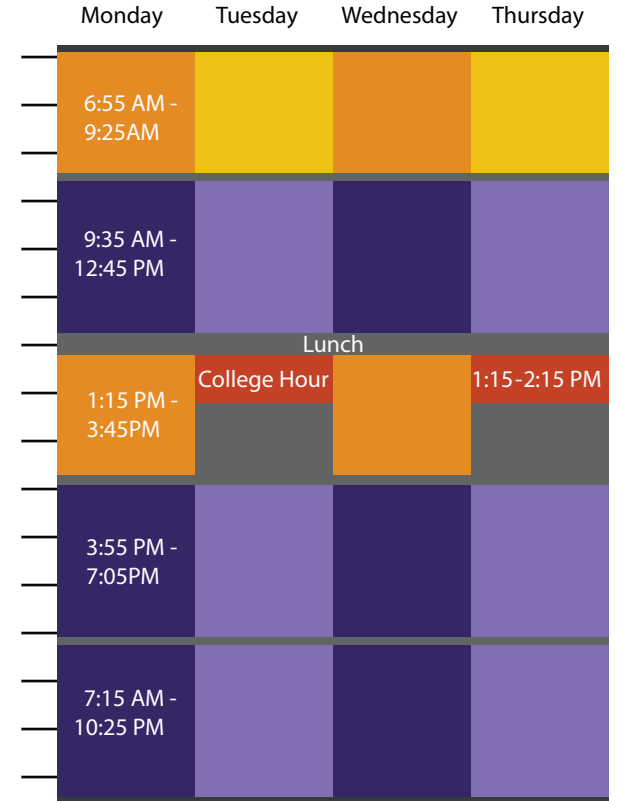 Monday Tuesday Wednesday Thursday
6:55 AM -
9:25AM
9:35 AM -
12:45 PM
Lunch
College Hour 1:15-2:15 PM
1:15 PM -
3:45PM
3:55 PM -
7:05PM
7:15 AM -
10:25 PM